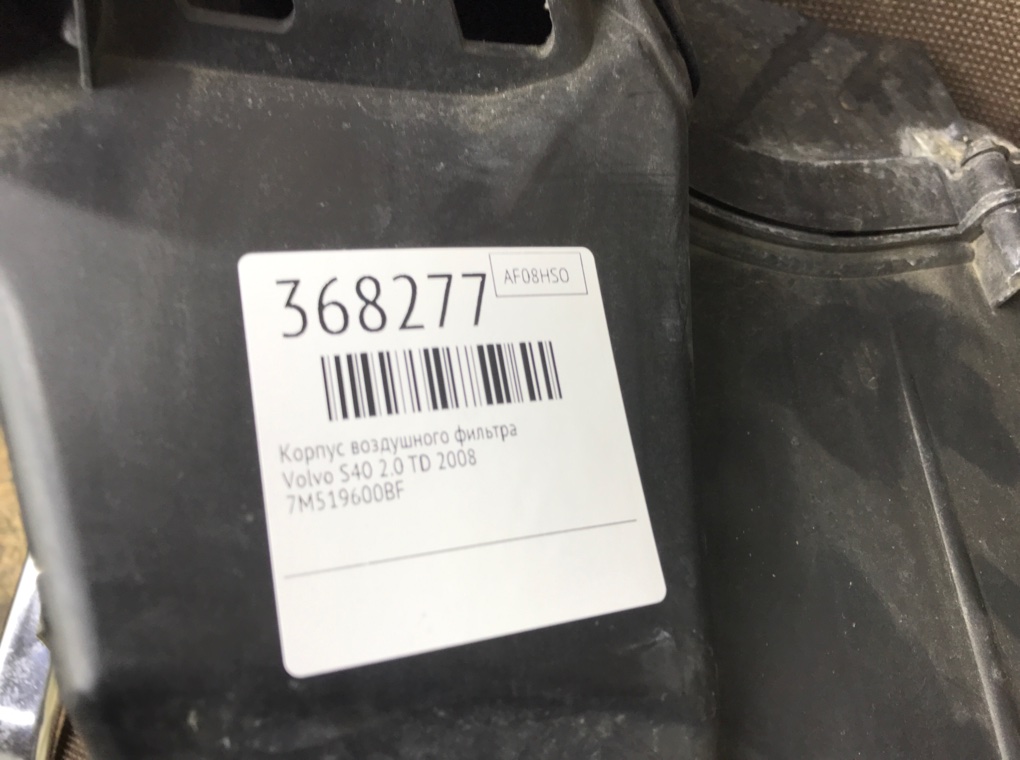 368277
AF08HSO
Корпус воздушного фильтра
Volvo S40 2.0 TD 2008
7M519600BF